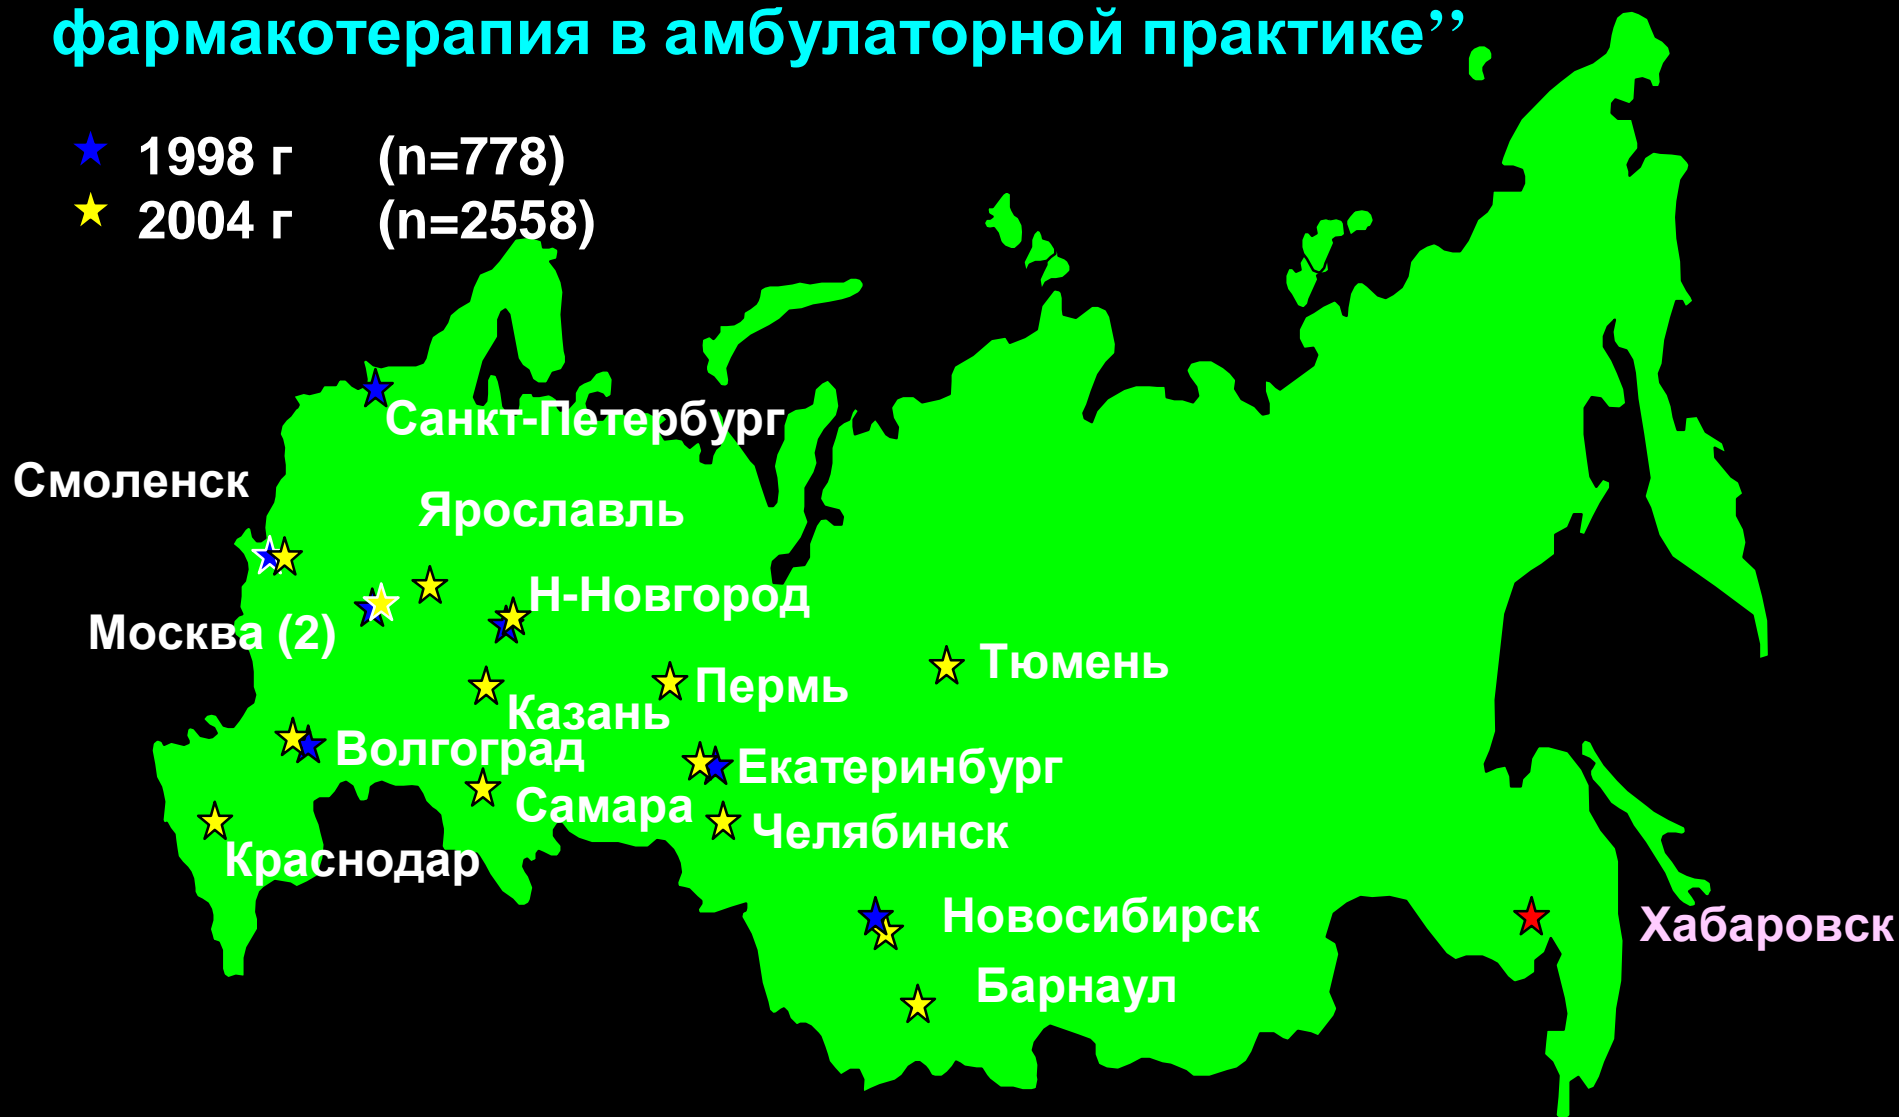 фармакотерапия в амбулаторной практике’’
1998 г (n=778)
2004 г (n=2558)
Санкт-Петербург
Смоленск
Ярославль
Н-Новгород
Москва (2)
Тюмень
Пермь
Казань
Волгоград
Екатеринбург
Самара
Челябинск
Краснодар
Новосибирск
Хабаровск
Барнаул